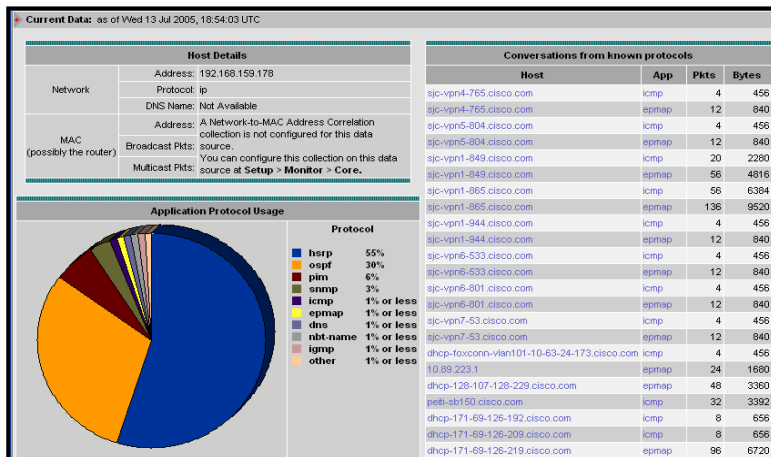 Current Data: as of Wed 13 Jul 2005, 18:54:03 UTC
Host Details
Network
Address: 192.168.159.178
Protocol: ip
DNS Name: Not Available
MAC
(possibly the router)
Address:
Broadcast Pkts:
Multicast Pkts:
A Network-to-MAC Address Correlation
collection is not configured for this data
source.
You can configure this collection on this data
source at Setup > Monitor > Core.
Application Protocol Usage
Protocol
hsrp 55%
ospf 30%
pim 6%
snmp 3%
icmp 1% or less
epmap 1% or less
dns 1% or less
nbt-name 1% or less
igmp 1% or less
other 1% or less
Conversations from known protocols
Host App Pkts Bytes
sjc-vpn4-765.cisco.com icmp 4 456
sjc-vpn4-765.cisco.com epmap 12 840
sjc-vpn5-804.cisco.com icmp 4 456
sjc-vpn5-804.cisco.com epmap 12 840
sjc-vpn1-849.cisco.com icmp 20 2280
sjc-vpn1-849.cisco.com epmap 56 4816
sjc-vpn1-865.cisco.com icmp 56 6384
sjc-vpn1-865.cisco.com epmap 136 9520
sjc-vpn1-944.cisco.com icmp 4 456
sjc-vpn1-944.cisco.com epmap 12 840
sjc-vpn6-533.cisco.com icmp 4 456
sjc-vpn6-533.cisco.com epmap 12 840
sjc-vpn6-801.cisco.com icmp 4 456
sjc-vpn6-801.cisco.com epmap 12 840
sjc-vpn7-53.cisco.com icmp 4 456
sjc-vpn7-53.cisco.com epmap 12 840
dhcp-foxconn-vlan101-10-63-24-173.cisco.com icmp 4 456
10.89.223.1 epmap 24 1680
dhcp-128-107-128-229.cisco.com epmap 48 3360
peiti-sb150.cisco.com icmp 32 3392
dhcp-171-69-126-192.cisco.com icmp 8 656
dhcp-171-69-126-209.cisco.com icmp 8 656
dhcp-171-69-126-219.cisco.com epmap 96 6720